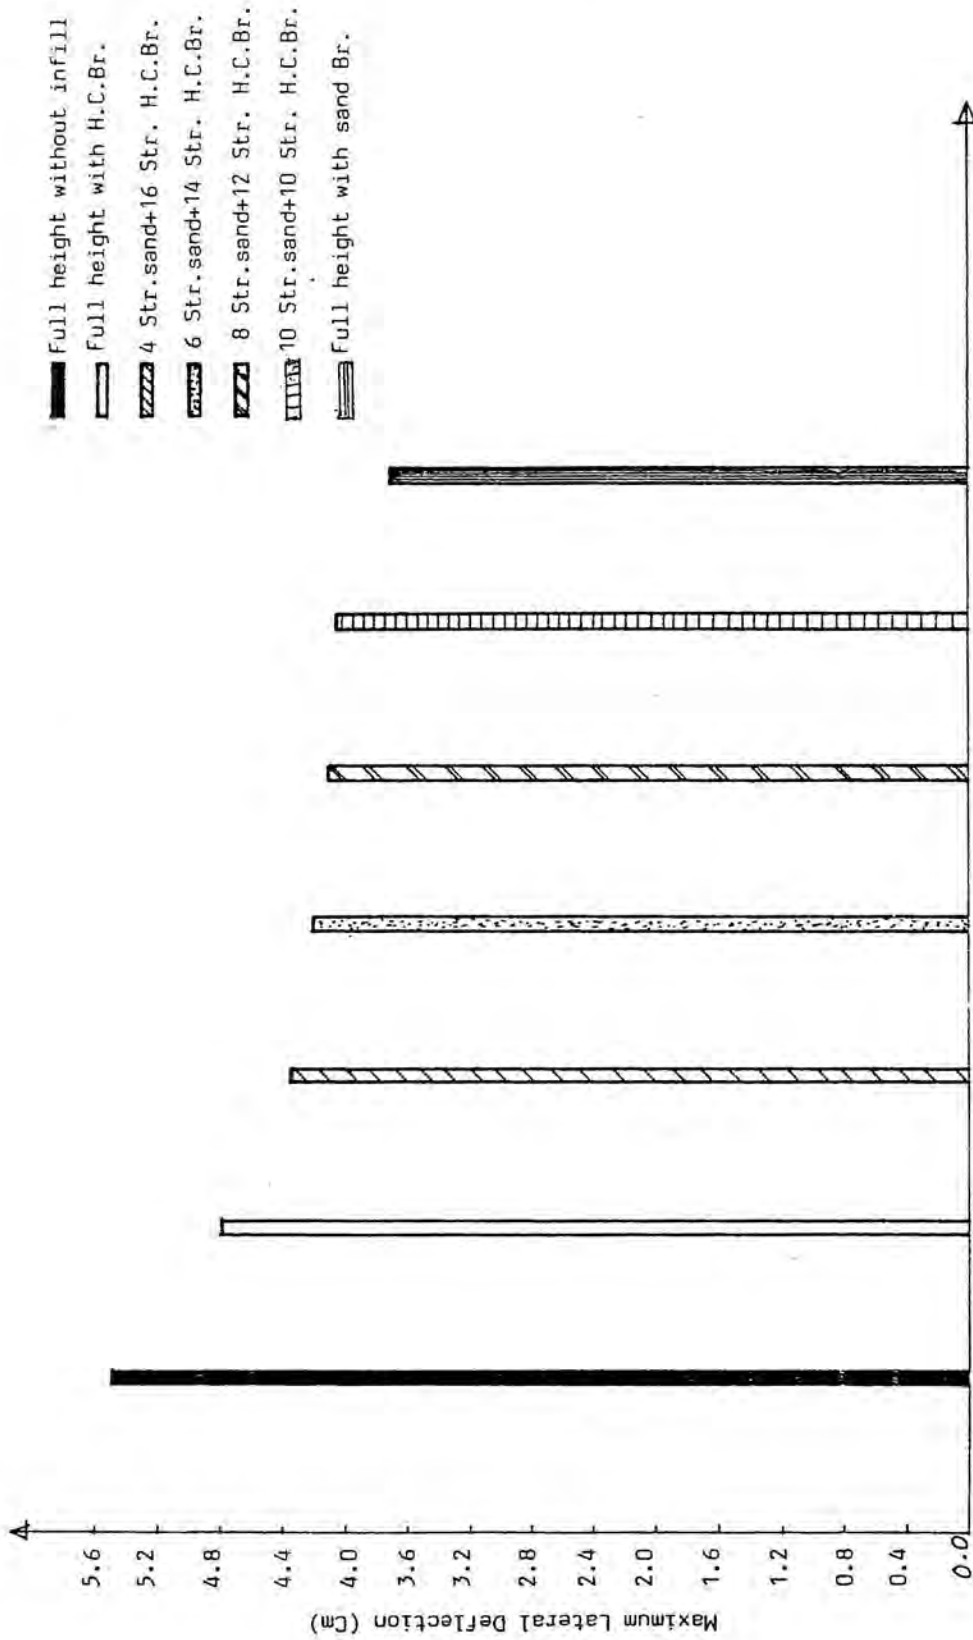 Full height without infill
Full height with H.C.Br.
4 Str.sand+16 Str. H.C.Br.
6 Str.sand+14 Str. H.C.Br.
8 Str.sand+12 Str. H.C.Br.
10 Str.sand+10 Str. H.C.Br.
Full height with sand Br.
Maximum Lateral Deflection (Cm)
5.6
5.2
4.8
4.4
4.0
3.6
3.2
2.8
2.4
2.0
1.6
1.2
0.8
0.4
0.0